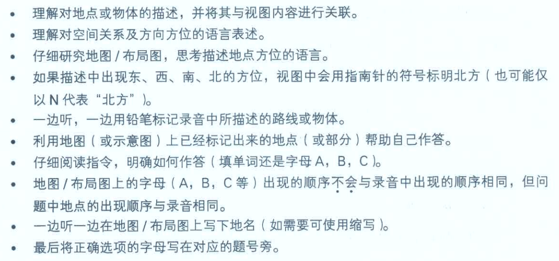 • 理解对地点或物体的描述，并将其与视图内容进行关联。
• 理解对空间关系及方向方位的语言表述。
• 仔细研究地图/布局图，思考描述地点方位的语言。
• 如果描述中出现东、西、南、北的方位，视图中会用指南针的符号标明北方（也可能仅
以N代表“北方”）。
• 一边听，一边用铅笔标记录音中所描述的路线或物体。
• 利用地图（或示意图）上已经标记出来的地点（或部分）帮助自己作答。
• 仔细阅读指令，明确如何作答（填单词还是字母A，B，C）。
• 地图/布局图上的字母（A，B，C等）出现的顺序不会与录音中出现的顺序相同，但问
题中地点的出现顺序与录音相同。
• 一边听一边在地图/布局图上写下地名（如需要可使用缩写）。
• 最后将正确选项的字母写在对应的题号旁。